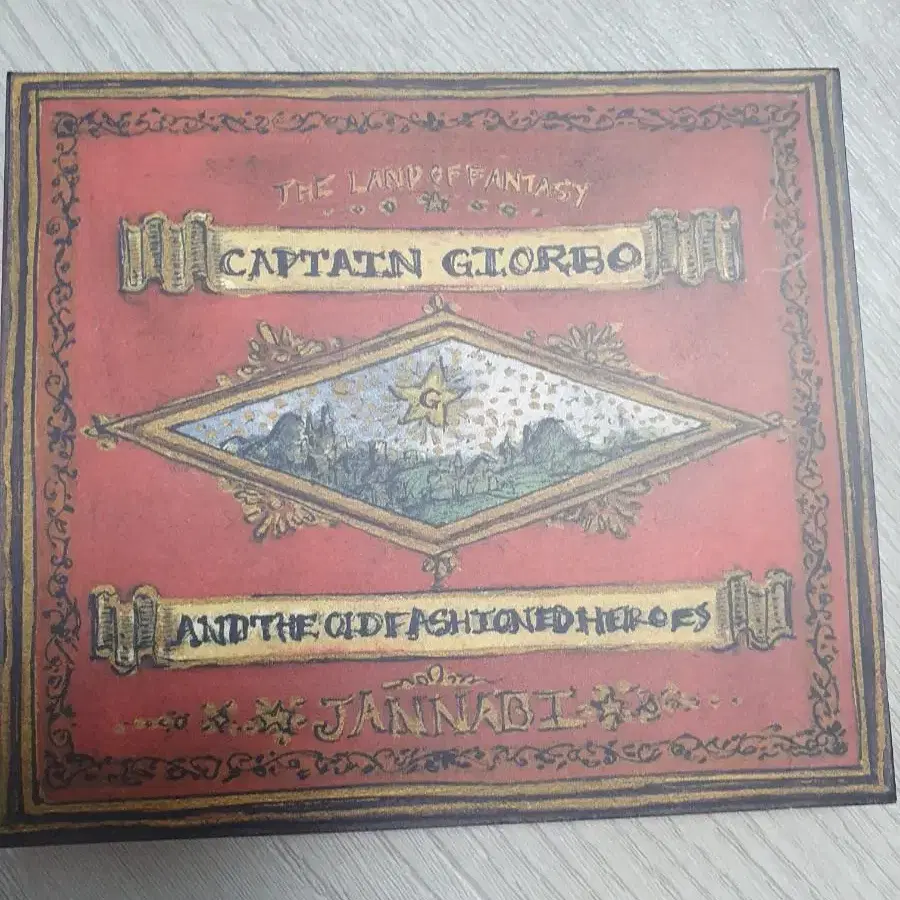 THE LAND OF FANTASY
CAPTAIN GIORBO
G
AND THE OLD FASHIONED HEROES
JANNABI